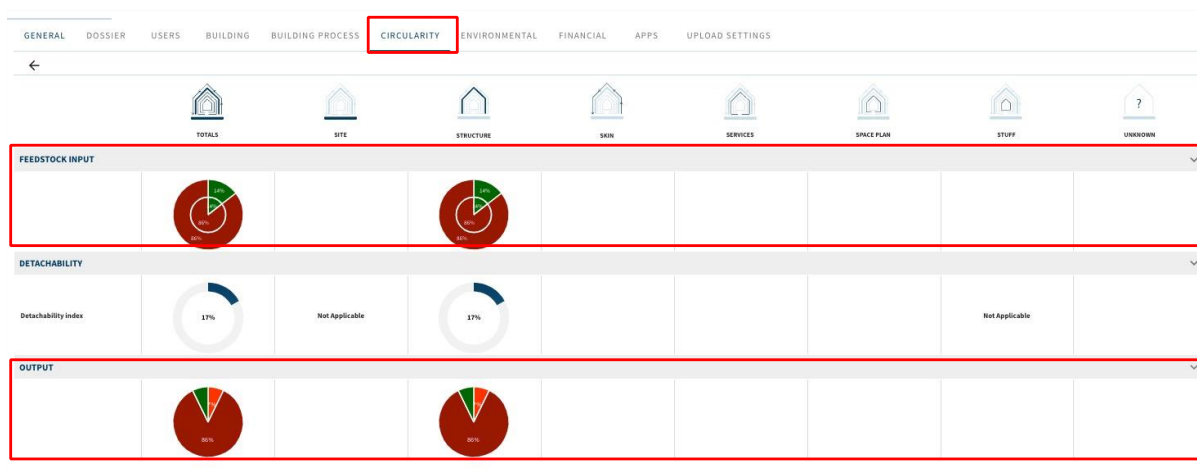 GENERAL DOSSIER USERS BUILDING BUILDING PROCESS CIRCULARITY ENVIRONMENTAL FINANCIAL APPS UPLOAD SETTINGS
TOTALS SITE STRUCTURE SKIN SERVICES SPACE PLAN STUFF ? UNKNOWN
FEEDSTOCK INPUT
14% 14%
86% 86%
86% 86%
DETACHABILITY
Detachability index 17% Not Applicable 17% Not Applicable
OUTPUT
86% 86%